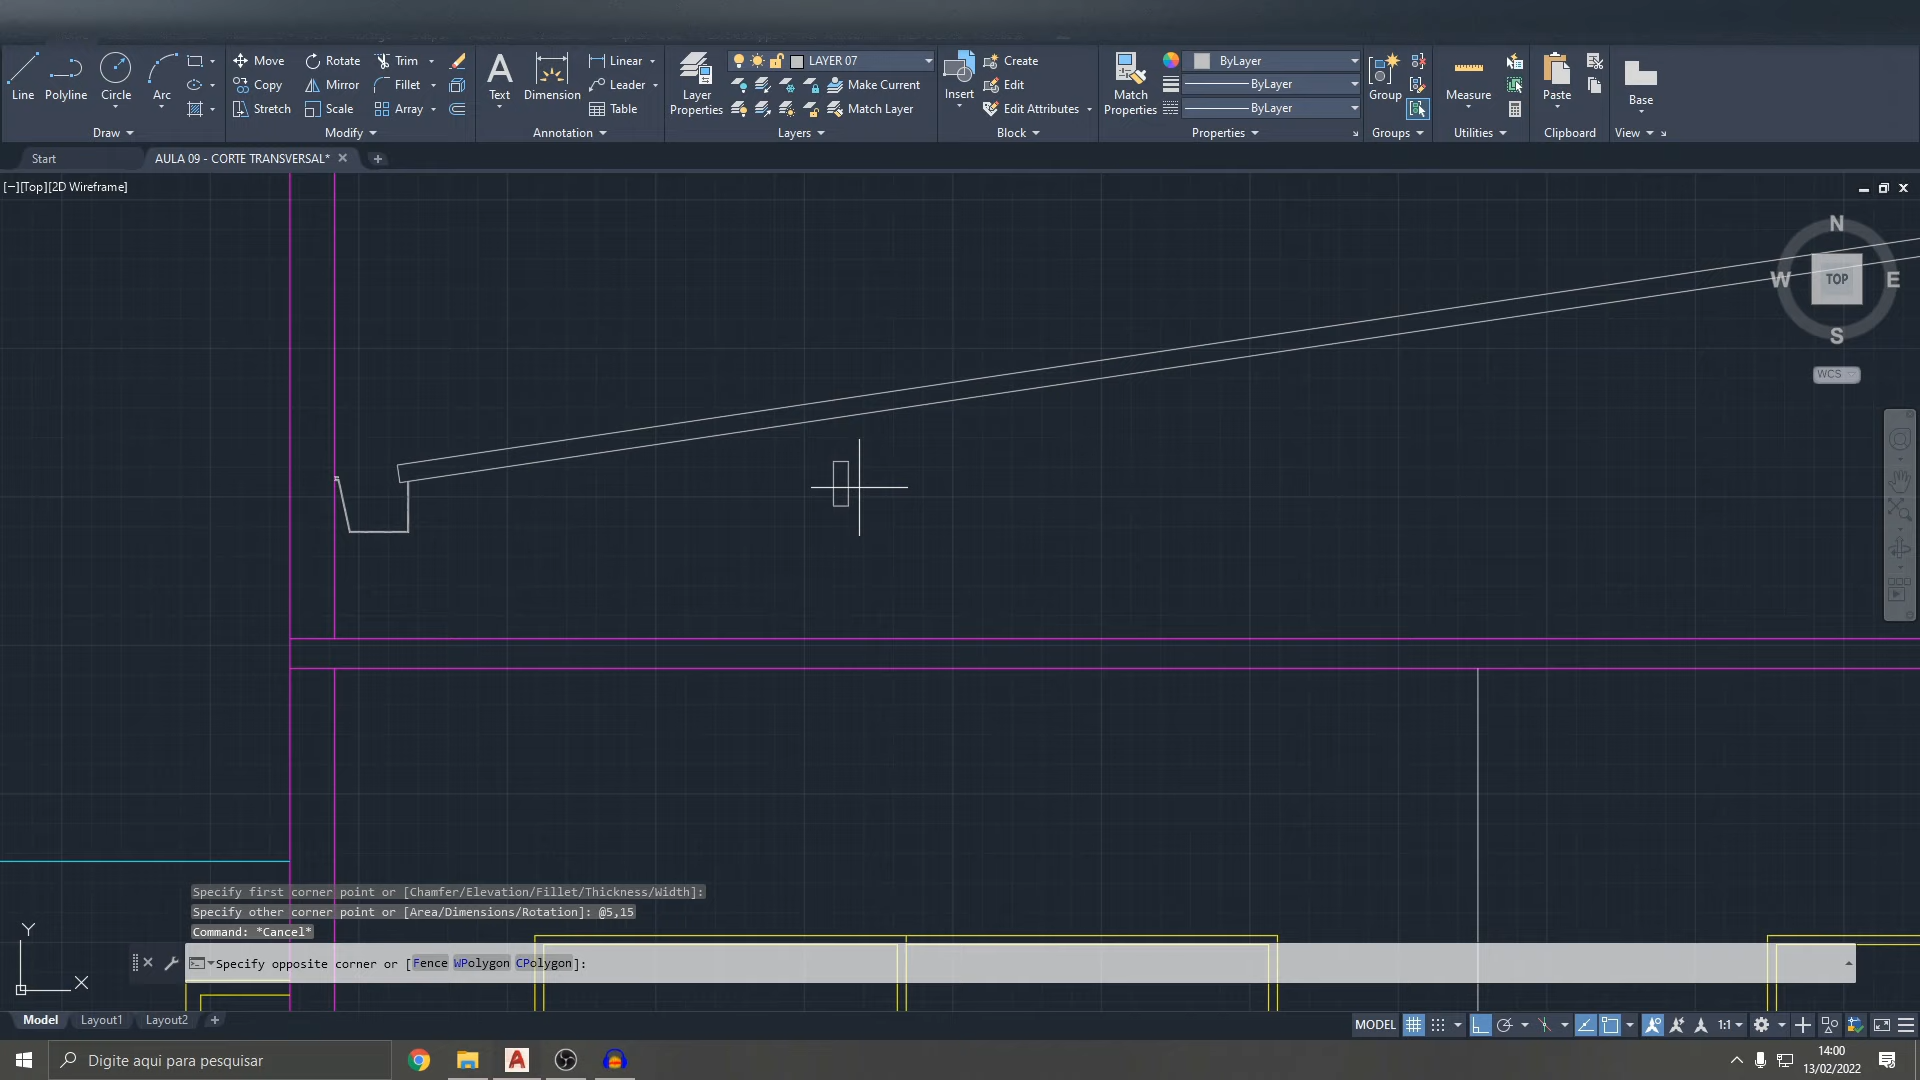 Line
Polyline
Circle
Arc
Draw
Move
Copy
Stretch
Rotate
Mirror
Scale
Trim
Fillet
Array
Modify
Text
Dimension
Linear
Leader
Table
Annotation
Layer
Properties
LAYER 07
Make Current
Match Layer
Layers
Insert
Create
Edit
Edit Attributes
Block
Match
Properties
ByLayer
ByLayer
ByLayer
Properties
Group
Groups
Measure
Utilities
Paste
Clipboard
Base
View
Start
AULA 09 - CORTE TRANSVERSAL*
[−][Top][2D Wireframe]
N
W
TOP
E
S
WCS
Specify first corner point or [Chamfer/Elevation/Fillet/Thickness/Width]:
Specify other corner point or [Area/Dimensions/Rotation]: @5,15
Command: *Cancel*
Specify opposite corner or [Fence WPolygon CPolygon]:
Y
X
Model
Layout1
Layout2
MODEL
1:1
Digite aqui para pesquisar
14:00
13/02/2022